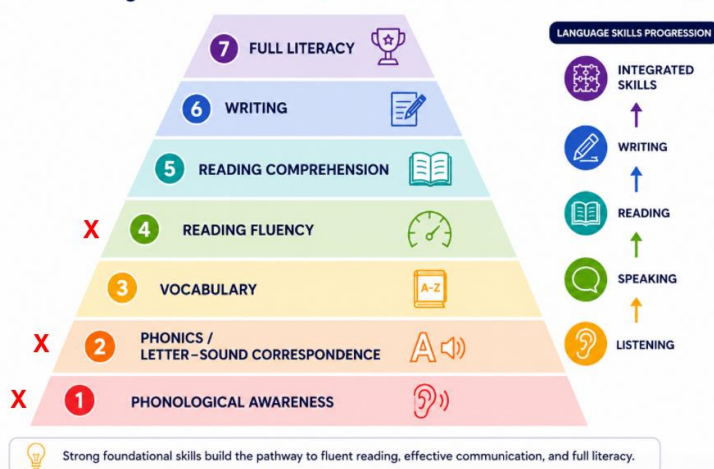 7 FULL LITERACY
6 WRITING
5 READING COMPREHENSION
X 4 READING FLUENCY
3 VOCABULARY
A-Z
X 2 PHONICS /
LETTER–SOUND CORRESPONDENCE
A
X 1 PHONOLOGICAL AWARENESS
LANGUAGE SKILLS PROGRESSION
INTEGRATED
SKILLS
WRITING
READING
SPEAKING
LISTENING
Strong foundational skills build the pathway to fluent reading, effective communication, and full literacy.